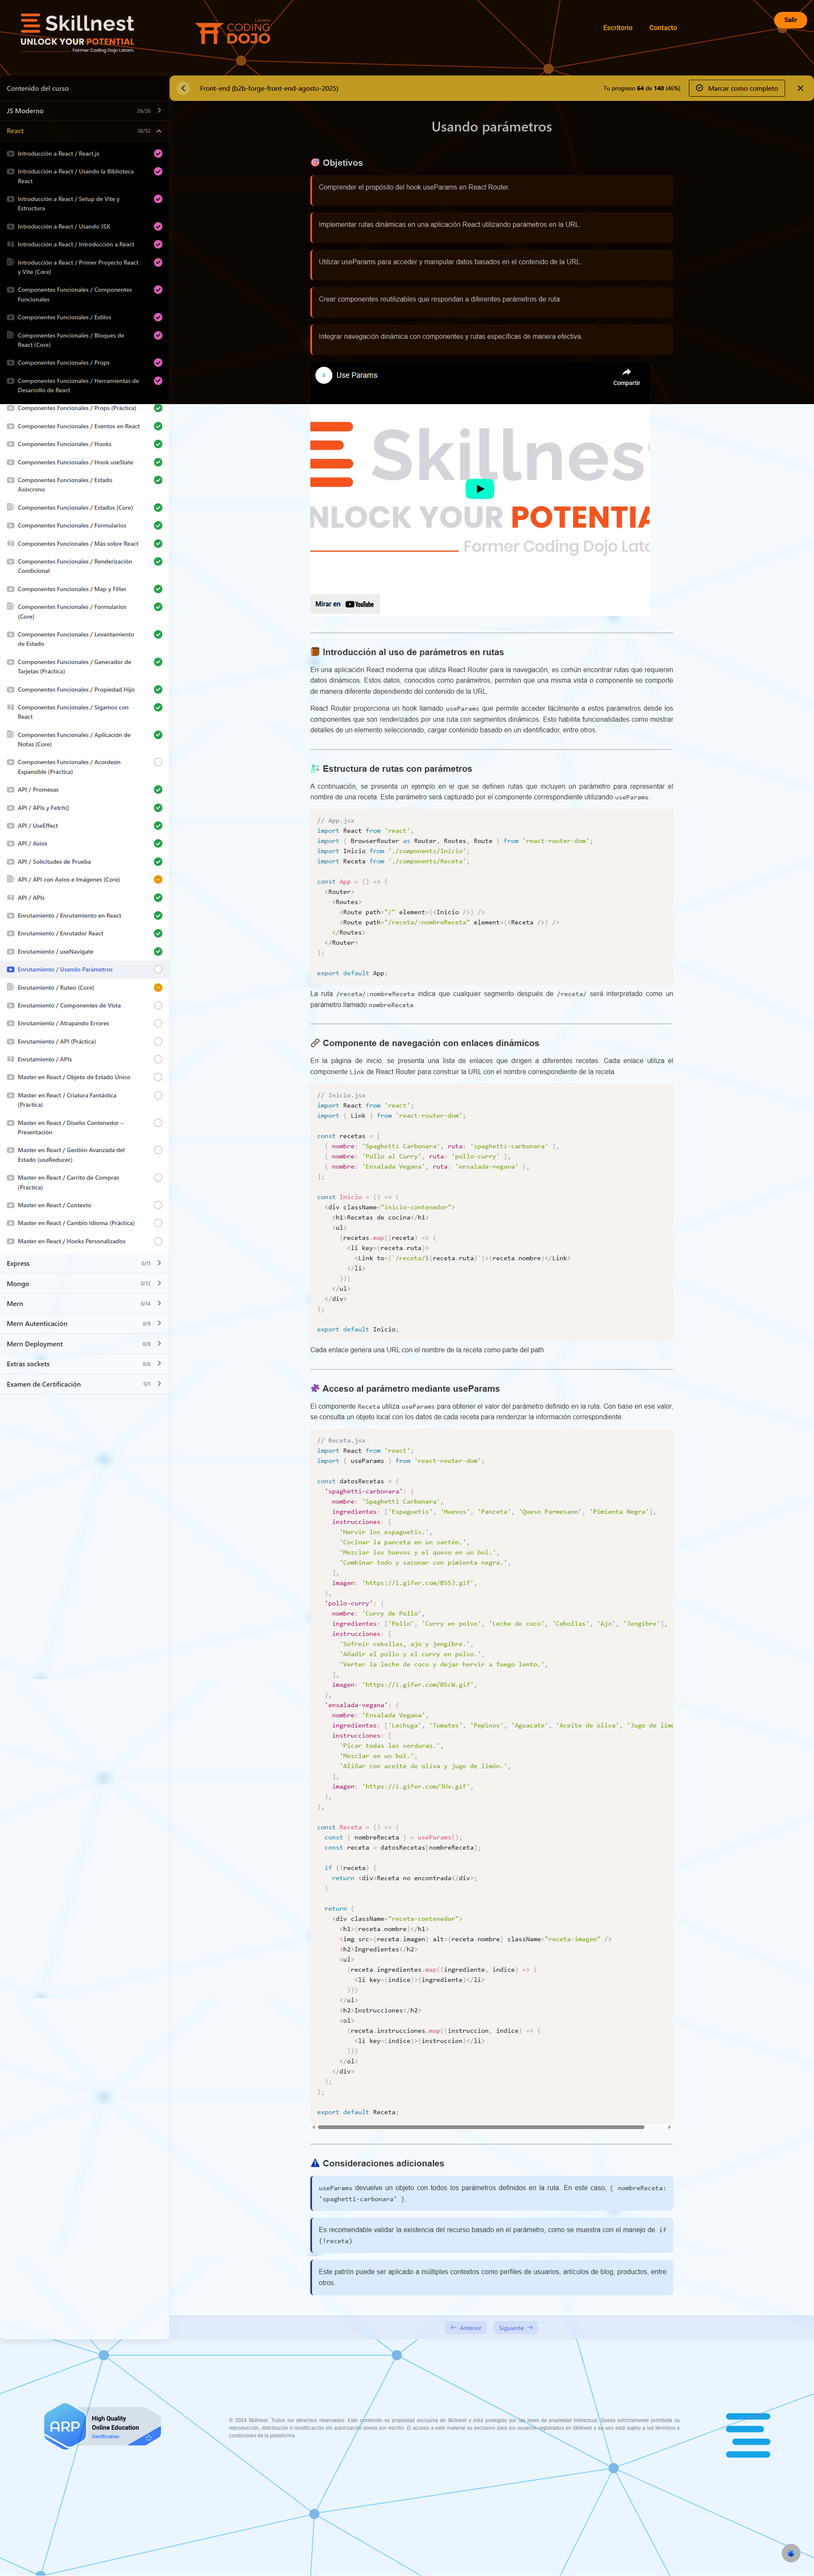 Skillnest
UNLOCK YOUR POTENTIAL
Former Coding Dojo Latam.
LATAM
CODING
DOJO
Escritorio
Contacto
Salir
Contenido del curso
JS Moderno 26/26
React 38/52
Introducción a React / React.js
Introducción a React / Usando la Biblioteca
React
Introducción a React / Setup de Vite y
Estructura
Introducción a React / Usando JSX
Introducción a React / Introducción a React
Introducción a React / Primer Proyecto React
y Vite (Core)
Componentes Funcionales / Componentes
Funcionales
Componentes Funcionales / Estilos
Componentes Funcionales / Bloques de
React (Core)
Componentes Funcionales / Props
Componentes Funcionales / Herramientas de
Desarrollo de React
Componentes Funcionales / Props (Práctica)
Componentes Funcionales / Eventos en React
Componentes Funcionales / Hooks
Componentes Funcionales / Hook useState
Componentes Funcionales / Estado
Asíncrono
Componentes Funcionales / Estados (Core)
Componentes Funcionales / Formularios
Componentes Funcionales / Más sobre React
Componentes Funcionales / Renderización
Condicional
Componentes Funcionales / Map y Filter
Componentes Funcionales / Formularios
(Core)
Componentes Funcionales / Levantamiento
de Estado
Componentes Funcionales / Generador de
Tarjetas (Práctica)
Componentes Funcionales / Propiedad Hijo
Componentes Funcionales / Sigamos con
React
Componentes Funcionales / Aplicación de
Notas (Core)
Componentes Funcionales / Acordeón
Expansible (Práctica)
API / Promesas
API / APIs y Fetch()
API / UseEffect
API / Axios
API / Solicitudes de Prueba
API / API con Axios e Imágenes (Core)
API / APIs
Enrutamiento / Enrutamiento en React
Enrutamiento / Enrutador React
Enrutamiento / useNavigate
Enrutamiento / Usando Parámetros
Enrutamiento / Ruteo (Core)
Enrutamiento / Componentes de Vista
Enrutamiento / Atrapando Errores
Enrutamiento / API (Práctica)
Enrutamiento / APIs
Master en React / Objeto de Estado Único
Master en React / Criatura Fantástica
(Práctica)
Master en React / Diseño Contenedor –
Presentación
Master en React / Gestión Avanzada del
Estado (useReducer)
Master en React / Carrito de Compras
(Práctica)
Master en React / Contexto
Master en React / Cambio Idioma (Práctica)
Master en React / Hooks Personalizados
Express 0/11
Mongo 0/13
Mern 0/14
Mern Autenticación 0/9
Mern Deployment 0/8
Extras sockets 0/6
Examen de Certificación 0/1
Front-end (b2b-forge-front-end-agosto-2025)
Tu progreso 64 de 140 (46%)
Marcar como completo
Usando parámetros
Objetivos
Comprender el propósito del hook useParams en React Router.
Implementar rutas dinámicas en una aplicación React utilizando parámetros en la URL.
Utilizar useParams para acceder y manipular datos basados en el contenido de la URL.
Crear componentes reutilizables que respondan a diferentes parámetros de ruta.
Integrar navegación dinámica con componentes y rutas específicas de manera efectiva.
Use Params
Compartir
Skillnest
UNLOCK YOUR POTENTIA
Former Coding Dojo Lata
Mirar en YouTube
Introducción al uso de parámetros en rutas
En una aplicación React moderna que utiliza React Router para la navegación, es común encontrar rutas que requieren
datos dinámicos. Estos datos, conocidos como parámetros, permiten que una misma vista o componente se comporte
de manera diferente dependiendo del contenido de la URL.
React Router proporciona un hook llamado useParams que permite acceder fácilmente a estos parámetros desde los
componentes que son renderizados por una ruta con segmentos dinámicos. Esto habilita funcionalidades como mostrar
detalles de un elemento seleccionado, cargar contenido basado en un identificador, entre otros.
Estructura de rutas con parámetros
A continuación, se presenta un ejemplo en el que se definen rutas que incluyen un parámetro para representar el
nombre de una receta. Este parámetro será capturado por el componente correspondiente utilizando useParams.
// App.jsx
import React from 'react';
import { BrowserRouter as Router, Routes, Route } from 'react-router-dom';
import Inicio from './components/Inicio';
import Receta from './components/Receta';
const App = () => (
<Router>
<Routes>
<Route path="/" element={<Inicio />} />
<Route path="/receta/:nombreReceta" element={<Receta />} />
</Routes>
</Router>
);
export default App;
La ruta /receta/:nombreReceta indica que cualquier segmento después de /receta/ será interpretado como un
parámetro llamado nombreReceta.
Componente de navegación con enlaces dinámicos
En la página de inicio, se presenta una lista de enlaces que dirigen a diferentes recetas. Cada enlace utiliza el
componente Link de React Router para construir la URL con el nombre correspondiente de la receta.
// Inicio.jsx
import React from 'react';
import { Link } from 'react-router-dom';
const recetas = [
{ nombre: 'Spaghetti Carbonara', ruta: 'spaghetti-carbonara' },
{ nombre: 'Pollo al Curry', ruta: 'pollo-curry' },
{ nombre: 'Ensalada Vegana', ruta: 'ensalada-vegana' },
];
const Inicio = () => (
<div className="inicio-contenedor">
<h1>Recetas de cocina</h1>
<ul>
{recetas.map((receta) => (
<li key={receta.ruta}>
<Link to={`/receta/${receta.ruta}`}>{receta.nombre}</Link>
</li>
))}
</ul>
</div>
);
export default Inicio;
Cada enlace genera una URL con el nombre de la receta como parte del path.
Acceso al parámetro mediante useParams
El componente Receta utiliza useParams para obtener el valor del parámetro definido en la ruta. Con base en ese valor,
se consulta un objeto local con los datos de cada receta para renderizar la información correspondiente.
// Receta.jsx
import React from 'react';
import { useParams } from 'react-router-dom';
const datosRecetas = {
'spaghetti-carbonara': {
nombre: 'Spaghetti Carbonara',
ingredientes: ['Espaguetis', 'Huevos', 'Panceta', 'Queso Parmesano', 'Pimienta Negra'],
instrucciones: [
'Hervir los espaguetis.',
'Cocinar la panceta en un sartén.',
'Mezclar los huevos y el queso en un bol.',
'Combinar todo y sazonar con pimienta negra.',
],
imagen: 'https://i.gifer.com/B5SJ.gif',
},
'pollo-curry': {
nombre: 'Curry de Pollo',
ingredientes: ['Pollo', 'Curry en polvo', 'Leche de coco', 'Cebollas', 'Ajo', 'Jengibre'],
instrucciones: [
'Sofreír cebollas, ajo y jengibre.',
'Añadir el pollo y el curry en polvo.',
'Verter la leche de coco y dejar hervir a fuego lento.',
],
imagen: 'https://i.gifer.com/B5cW.gif',
},
'ensalada-vegana': {
nombre: 'Ensalada Vegana',
ingredientes: ['Lechuga', 'Tomates', 'Pepinos', 'Aguacate', 'Aceite de oliva', 'Jugo de limó
instrucciones: [
'Picar todas las verduras.',
'Mezclar en un bol.',
'Aliñar con aceite de oliva y jugo de limón.',
],
imagen: 'https://i.gifer.com/JUv.gif',
},
};
const Receta = () => {
const { nombreReceta } = useParams();
const receta = datosRecetas[nombreReceta];
if (!receta) {
return <div>Receta no encontrada</div>;
}
return (
<div className="receta-contenedor">
<h1>{receta.nombre}</h1>
<img src={receta.imagen} alt={receta.nombre} className="receta-imagen" />
<h2>Ingredientes</h2>
<ul>
{receta.ingredientes.map((ingrediente, indice) => (
<li key={indice}>{ingrediente}</li>
))}
</ul>
<h2>Instrucciones</h2>
<ol>
{receta.instrucciones.map((instruccion, indice) => (
<li key={indice}>{instruccion}</li>
))}
</ol>
</div>
);
};
export default Receta;
Consideraciones adicionales
useParams devuelve un objeto con todos los parámetros definidos en la ruta. En este caso, { nombreReceta:
'spaghetti-carbonara' }.
Es recomendable validar la existencia del recurso basado en el parámetro, como se muestra con el manejo de if
(!receta).
Este patrón puede ser aplicado a múltiples contextos como perfiles de usuarios, artículos de blog, productos, entre
otros.
Anterior
Siguiente
ARP
High Quality
Online Education
Certification
© 2024 Skillnest. Todos los derechos reservados. Este contenido es propiedad exclusiva de Skillnest y está protegido por las leyes de propiedad intelectual. Queda estrictamente prohibida su
reproducción, distribución o modificación sin autorización previa por escrito. El acceso a este material es exclusivo para los usuarios registrados en Skillnest y su uso está sujeto a los términos y
condiciones de la plataforma.